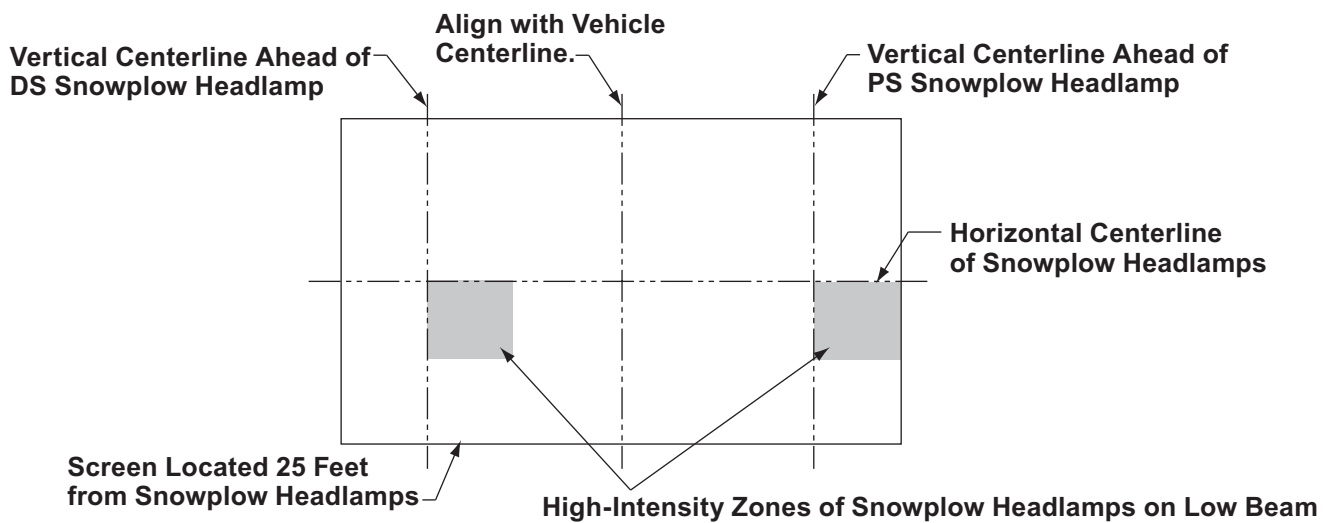 Vertical Centerline Ahead of
DS Snowplow Headlamp
Align with Vehicle
Centerline.
Vertical Centerline Ahead of
PS Snowplow Headlamp
Horizontal Centerline
of Snowplow Headlamps
Screen Located 25 Feet
from Snowplow Headlamps
High-Intensity Zones of Snowplow Headlamps on Low Beam